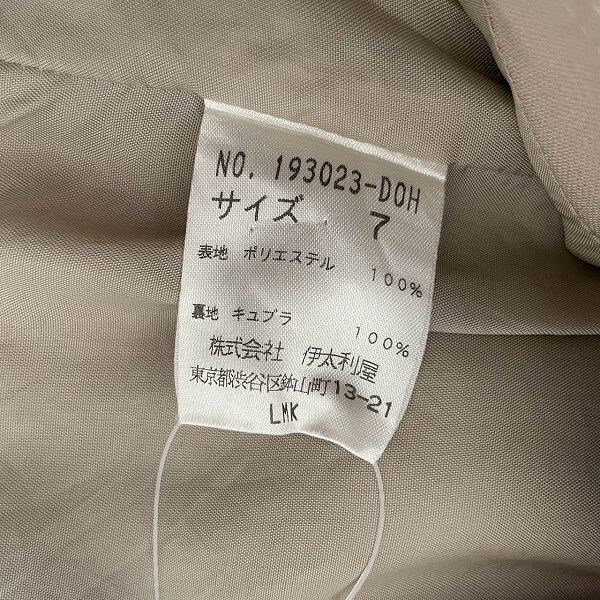 NO. 193023-DOH
サイズ 7
表地 ポリエステル 100%
裏地 キュプラ 100%
株式会社 伊太利屋
東京都渋谷区鉢山町13-21
LMK